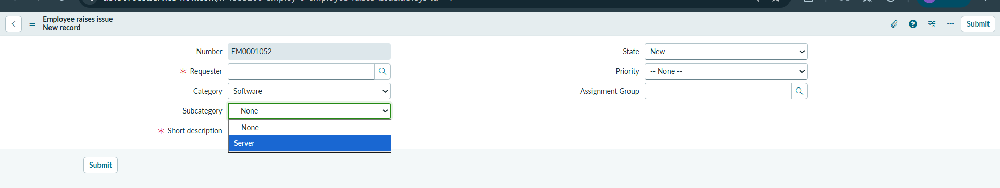 Employee raises issue
New record
Submit
Number EM0001052
State New
* Requester
Priority -- None --
Category Software
Assignment Group
Subcategory -- None --
-- None --
* Short description
Server
Submit